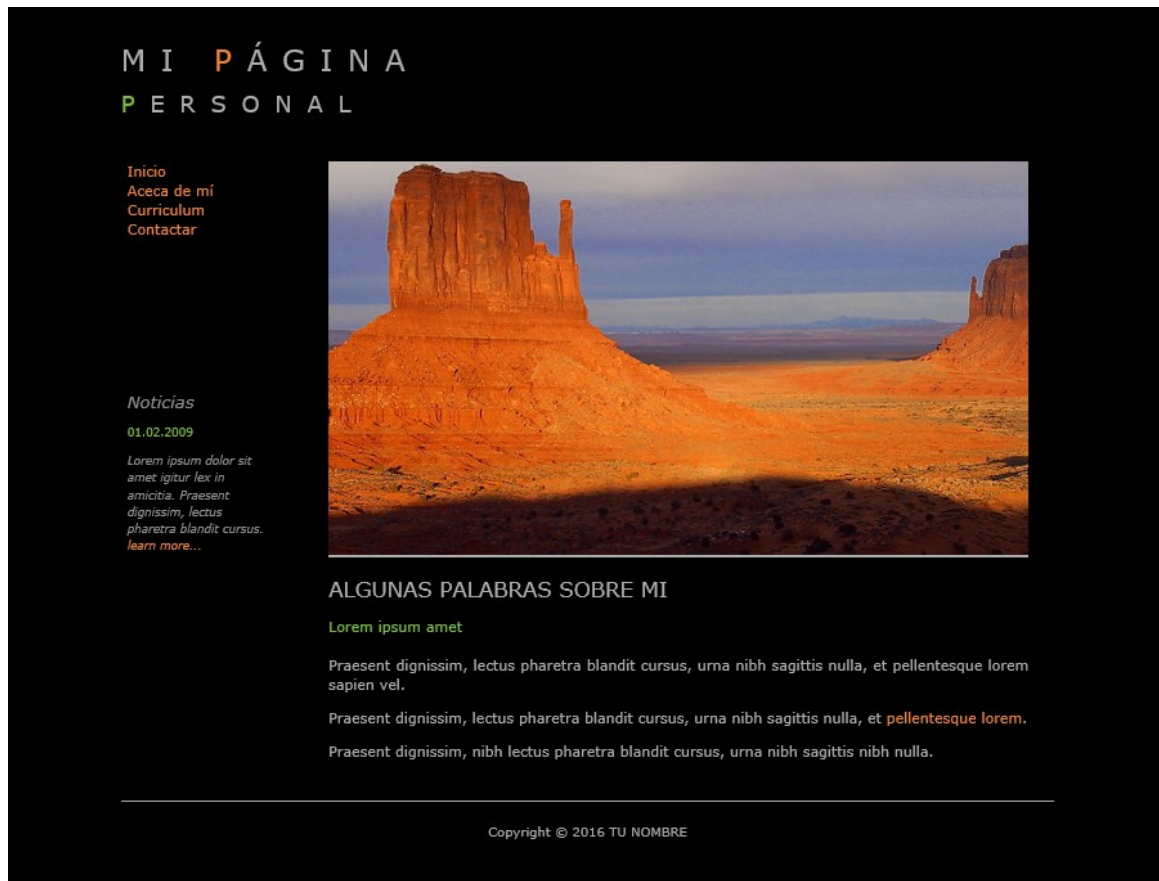 MI PÁGINA
PERSONAL
Inicio
Aceca de mí
Curriculum
Contactar
Noticias
01.02.2009
Lorem ipsum dolor sit
amet igitur lex in
amicitia. Praesent
dignissim, lectus
pharetra blandit cursus.
learn more...
ALGUNAS PALABRAS SOBRE MI
Lorem ipsum amet
Praesent dignissim, lectus pharetra blandit cursus, urna nibh sagittis nulla, et pellentesque lorem
sapien vel.
Praesent dignissim, lectus pharetra blandit cursus, urna nibh sagittis nulla, et pellentesque lorem.
Praesent dignissim, nibh lectus pharetra blandit cursus, urna nibh sagittis nibh nulla.
Copyright © 2016 TU NOMBRE